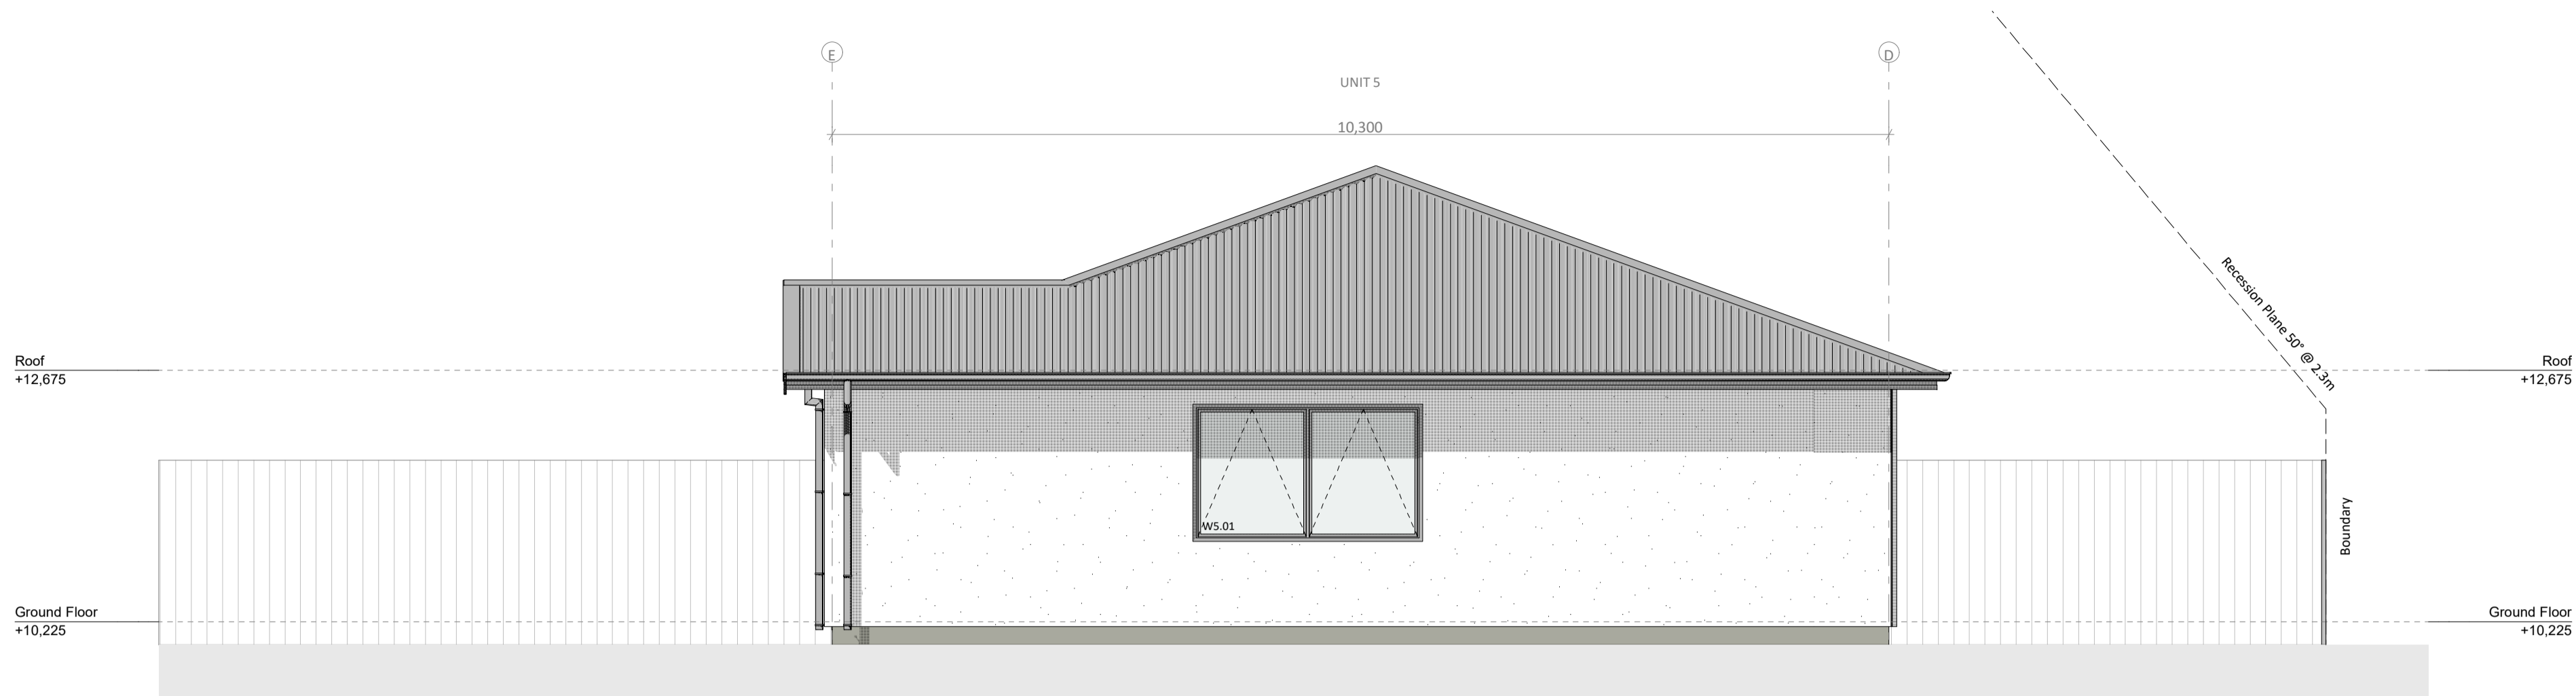 E
D
UNIT 5
10,300
Recession Plane 50° @ 2.3m
Roof
+12,675
Roof
+12,675
W5.01
Boundary
Ground Floor
+10,225
Ground Floor
+10,225